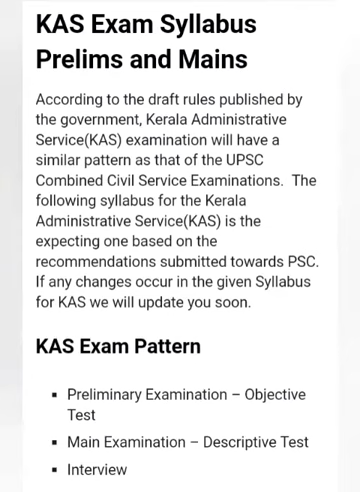 KAS Exam Syllabus
Prelims and Mains
According to the draft rules published by
the government, Kerala Administrative
Service(KAS) examination will have a
similar pattern as that of the UPSC
Combined Civil Service Examinations.  The
following syllabus for the Kerala
Administrative Service(KAS) is the
expecting one based on the
recommendations submitted towards PSC.
If any changes occur in the given Syllabus
for KAS we will update you soon.
KAS Exam Pattern
▪ Preliminary Examination – Objective
Test
▪ Main Examination – Descriptive Test
▪ Interview